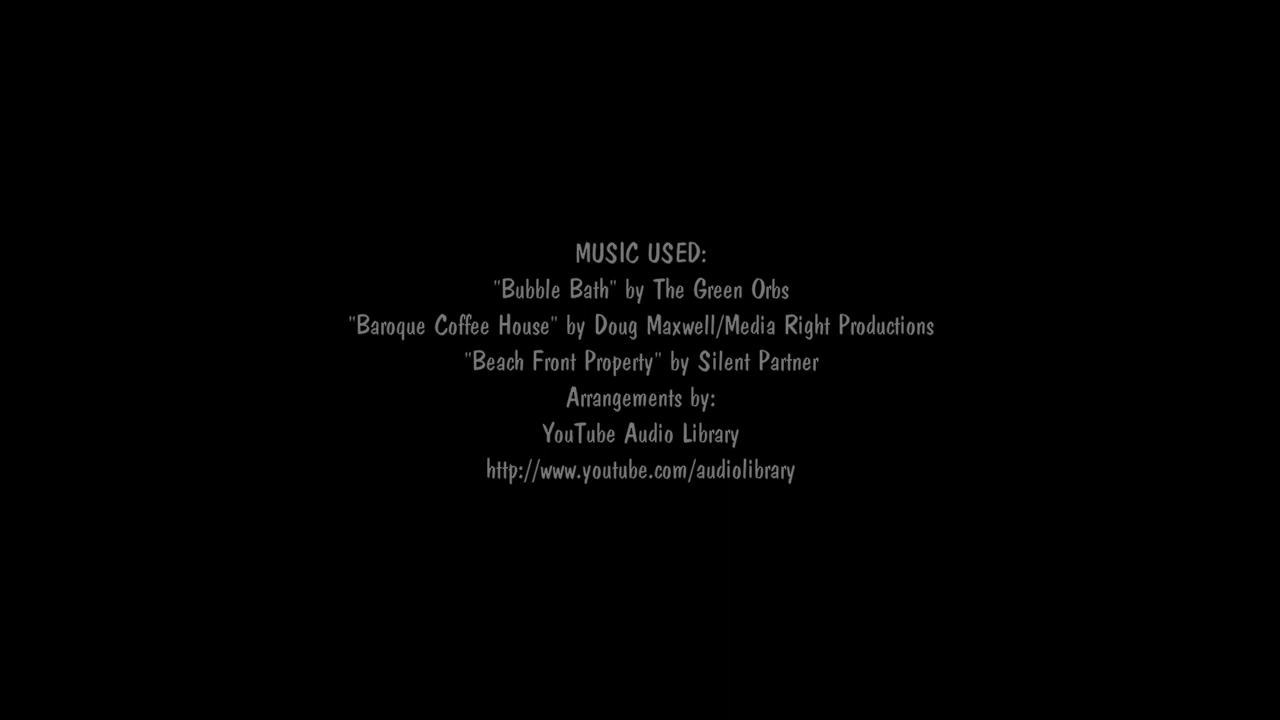 MUSIC USED:
"Bubble Bath" by The Green Orbs
"Baroque Coffee House" by Doug Maxwell/Media Right Productions
"Beach Front Property" by Silent Partner
Arrangements by:
YouTube Audio Library
http://www.youtube.com/audiolibrary